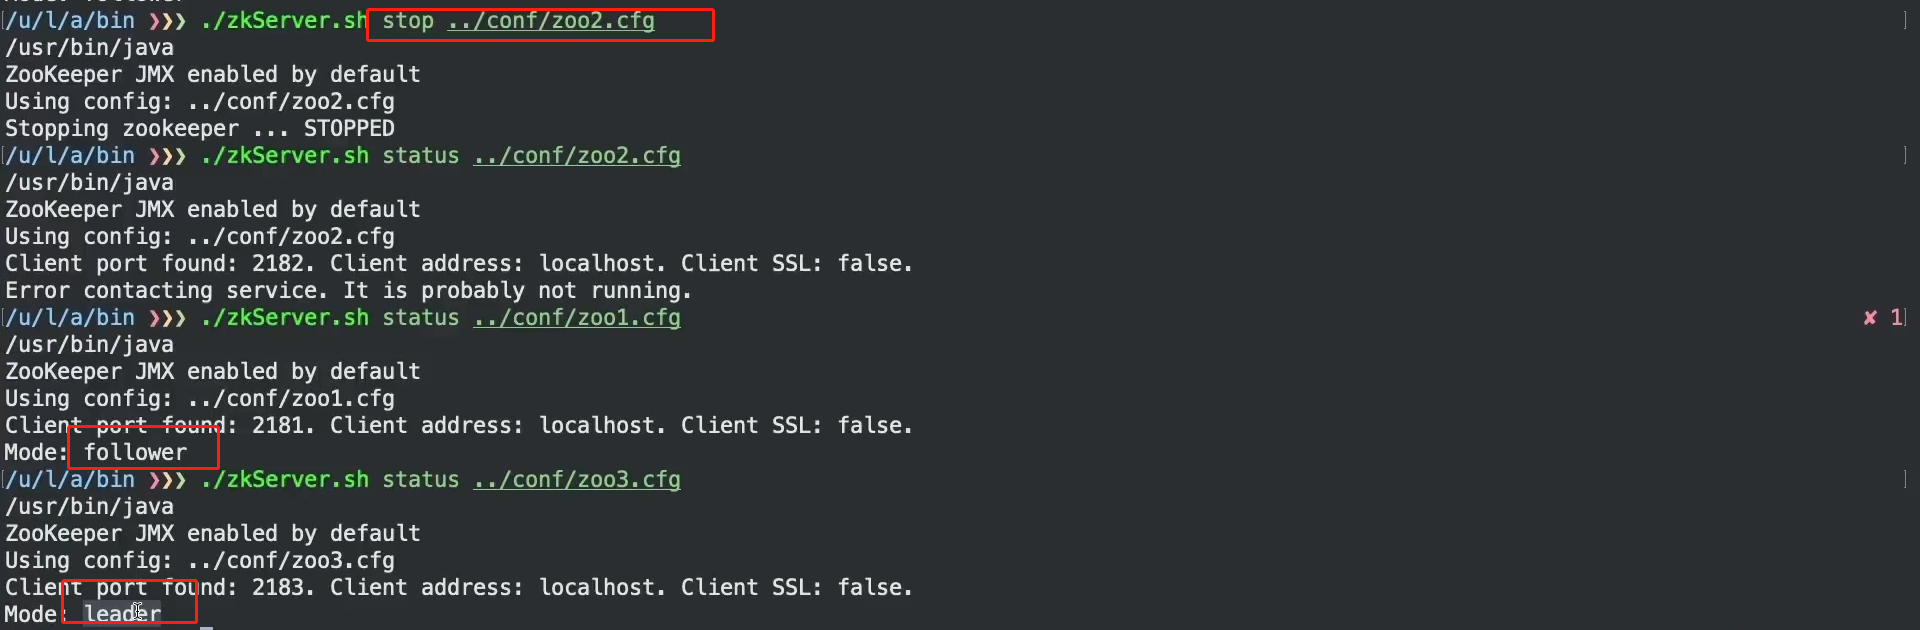 /u/l/a/bin ❯❯❯ ./zkServer.sh stop ../conf/zoo2.cfg
/usr/bin/java
ZooKeeper JMX enabled by default
Using config: ../conf/zoo2.cfg
Stopping zookeeper ... STOPPED
/u/l/a/bin ❯❯❯ ./zkServer.sh status ../conf/zoo2.cfg
/usr/bin/java
ZooKeeper JMX enabled by default
Using config: ../conf/zoo2.cfg
Client port found: 2182. Client address: localhost. Client SSL: false.
Error contacting service. It is probably not running.
/u/l/a/bin ❯❯❯ ./zkServer.sh status ../conf/zoo1.cfg ✘ 1
/usr/bin/java
ZooKeeper JMX enabled by default
Using config: ../conf/zoo1.cfg
Client port found: 2181. Client address: localhost. Client SSL: false.
Mode: follower
/u/l/a/bin ❯❯❯ ./zkServer.sh status ../conf/zoo3.cfg
/usr/bin/java
ZooKeeper JMX enabled by default
Using config: ../conf/zoo3.cfg
Client port found: 2183. Client address: localhost. Client SSL: false.
Mode: leader